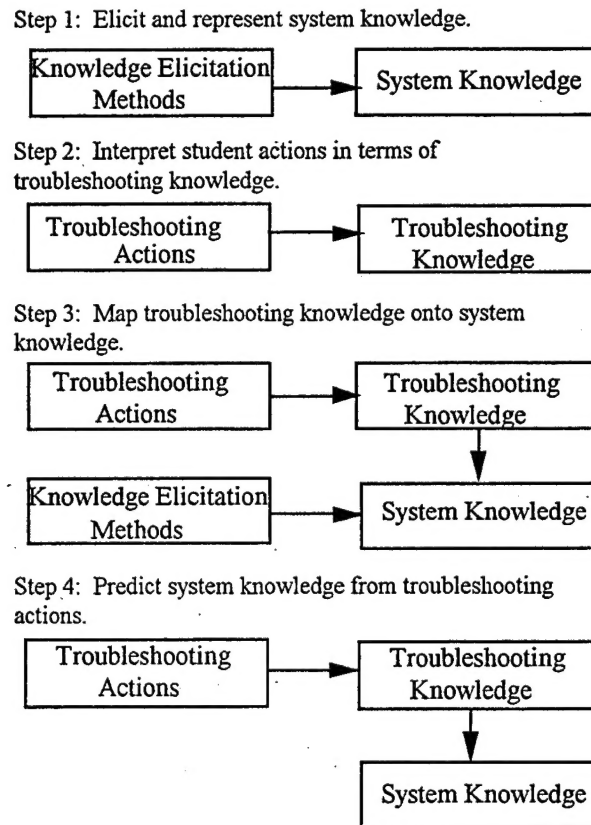 Step 1: Elicit and represent system knowledge.
Knowledge Elicitation
Methods
System Knowledge
Step 2: Interpret student actions in terms of
troubleshooting knowledge.
Troubleshooting
Actions
Troubleshooting
Knowledge
Step 3: Map troubleshooting knowledge onto system
knowledge.
Troubleshooting
Actions
Troubleshooting
Knowledge
Knowledge Elicitation
Methods
System Knowledge
Step 4: Predict system knowledge from troubleshooting
actions.
Troubleshooting
Actions
Troubleshooting
Knowledge
System Knowledge